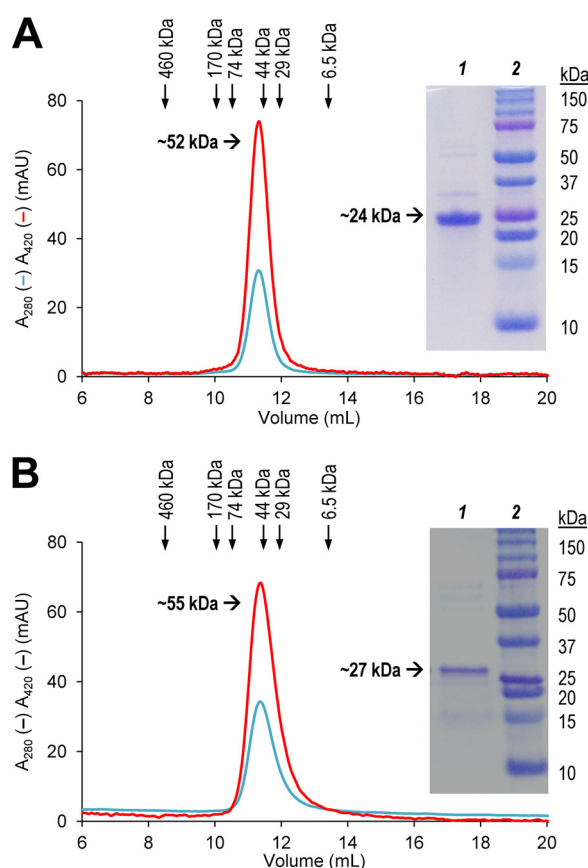 A
460 kDa
170 kDa
74 kDa
44 kDa
29 kDa
6.5 kDa
1
2
kDa
80
60
40
20
0
A280 (–) A420 (–) (mAU)
~52 kDa →
~24 kDa →
150
75
50
37
25
20
15
10
6 8 10 12 14 16 18 20
Volume (mL)
B
460 kDa
170 kDa
74 kDa
44 kDa
29 kDa
6.5 kDa
1
2
kDa
80
60
40
20
0
A280 (–) A420 (–) (mAU)
~55 kDa →
~27 kDa →
150
75
50
37
25
20
15
10
6 8 10 12 14 16 18 20
Volume (mL)